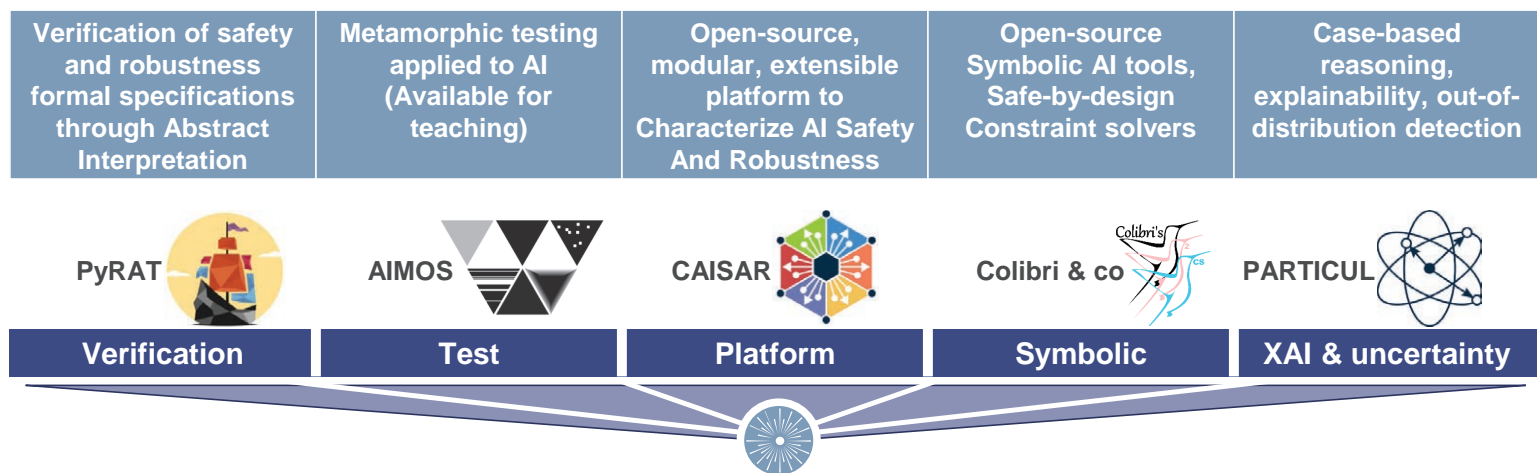 Verification of safety
and robustness
formal specifications
through Abstract
Interpretation
Metamorphic testing
applied to AI
(Available for
teaching)
Open-source,
modular, extensible
platform to
Characterize AI Safety
And Robustness
Open-source
Symbolic AI tools,
Safe-by-design
Constraint solvers
Case-based
reasoning,
explainability, out-of-
distribution detection
PyRAT
AIMOS
CAISAR
Colibri & co
Colibri's
2
CS
PARTICUL
Verification
Test
Platform
Symbolic
XAI & uncertainty